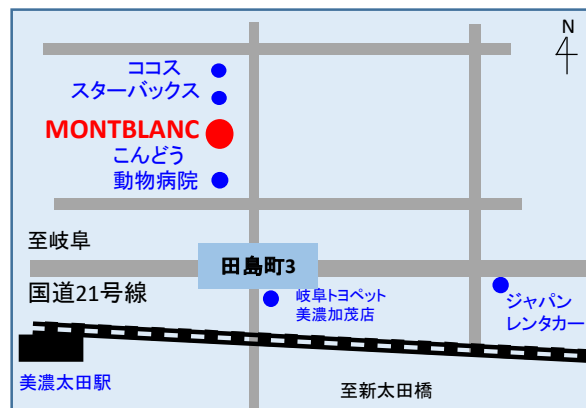 N
ココス
スターバックス
MONTBLANC
こんどう
動物病院
至岐阜
田島町3
国道21号線
岐阜トヨペット
美濃加茂店
ジャパン
レンタカー
美濃太田駅
至新太田橋